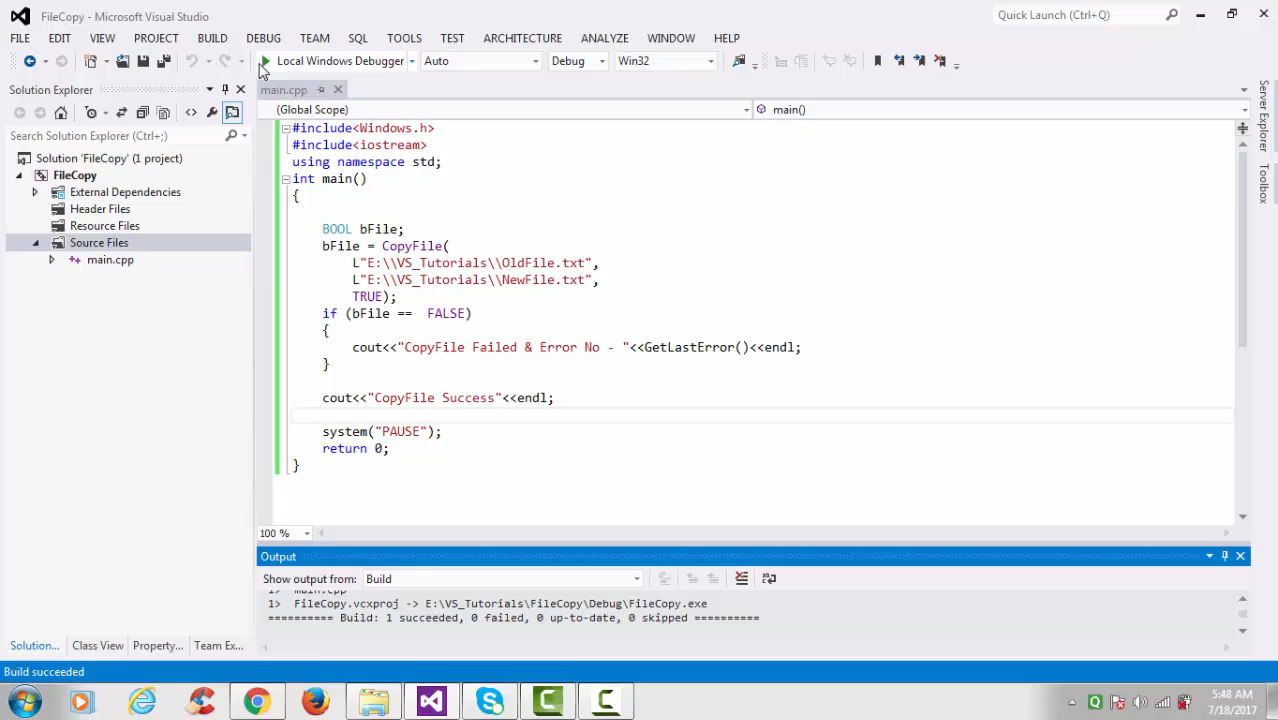 FileCopy - Microsoft Visual Studio
Quick Launch (Ctrl+Q)
FILE EDIT VIEW PROJECT BUILD DEBUG TEAM SQL TOOLS TEST ARCHITECTURE ANALYZE WINDOW HELP
Local Windows Debugger Auto Debug Win32
Solution Explorer
main.cpp
(Global Scope) main()
Search Solution Explorer (Ctrl+;)
Solution 'FileCopy' (1 project)
FileCopy
External Dependencies
Header Files
Resource Files
Source Files
main.cpp
#include<Windows.h>
#include<iostream>
using namespace std;
int main()
{
BOOL bFile;
bFile = CopyFile(
L"E:\\VS_Tutorials\\OldFile.txt",
L"E:\\VS_Tutorials\\NewFile.txt",
TRUE);
if (bFile ==  FALSE)
{
cout<<"CopyFile Failed & Error No - "<<GetLastError()<<endl;
}
cout<<"CopyFile Success"<<endl;
system("PAUSE");
return 0;
}
100 %
Output
Show output from: Build
1> main.cpp
1> FileCopy.vcxproj -> E:\VS_Tutorials\FileCopy\Debug\FileCopy.exe
========== Build: 1 succeeded, 0 failed, 0 up-to-date, 0 skipped ==========
Solution... Class View Property... Team Ex...
Server Explorer
Toolbox
Build succeeded
5:48 AM
7/18/2017